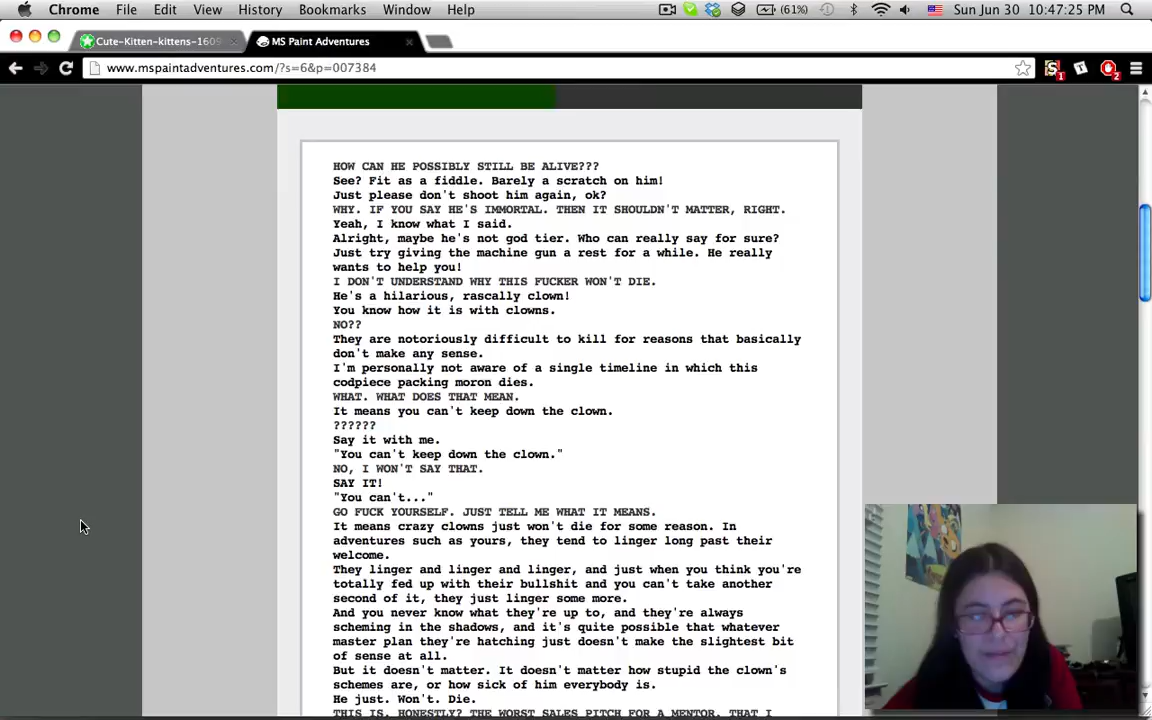 Chrome File Edit View History Bookmarks Window Help (61%) Sun Jun 30 10:47:25 PM
Cute-Kitten-kittens-1609 MS Paint Adventures
www.mspaintadventures.com/?s=6&p=007384
HOW CAN HE POSSIBLY STILL BE ALIVE???
See? Fit as a fiddle. Barely a scratch on him!
Just please don't shoot him again, ok?
WHY. IF YOU SAY HE'S IMMORTAL. THEN IT SHOULDN'T MATTER, RIGHT.
Yeah, I know what I said.
Alright, maybe he's not god tier. Who can really say for sure?
Just try giving the machine gun a rest for a while. He really
wants to help you!
I DON'T UNDERSTAND WHY THIS FUCKER WON'T DIE.
He's a hilarious, rascally clown!
You know how it is with clowns.
NO??
They are notoriously difficult to kill for reasons that basically
don't make any sense.
I'm personally not aware of a single timeline in which this
codpiece packing moron dies.
WHAT. WHAT DOES THAT MEAN.
It means you can't keep down the clown.
??????
Say it with me.
"You can't keep down the clown."
NO, I WON'T SAY THAT.
SAY IT!
"You can't..."
GO FUCK YOURSELF. JUST TELL ME WHAT IT MEANS.
It means crazy clowns just won't die for some reason. In
adventures such as yours, they tend to linger long past their
welcome.
They linger and linger and linger, and just when you think you're
totally fed up with their bullshit and you can't take another
second of it, they just linger some more.
And you never know what they're up to, and they're always
scheming in the shadows, and it's quite possible that whatever
master plan they're hatching just doesn't make the slightest bit
of sense at all.
But it doesn't matter. It doesn't matter how stupid the clown's
schemes are, or how sick of him everybody is.
He just. Won't. Die.
THIS IS. HONESTLY? THE WORST SALES PITCH FOR A MENTOR. THAT I